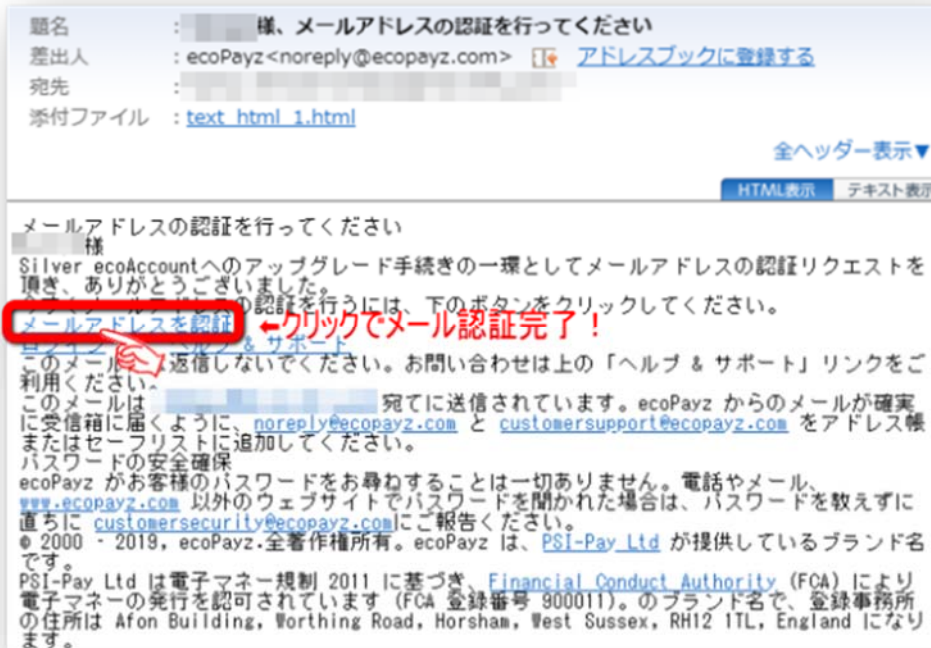 題名 : 様、メールアドレスの認証を行ってください
差出人 : ecoPayz<noreply@ecopayz.com> アドレスブックに登録する
宛先 :
添付ファイル : text_html_1.html
全ヘッダー表示▼
HTML表示 テキスト表示
メールアドレスの認証を行ってください
様
Silver ecoAccountへのアップグレード手続きの一環としてメールアドレスの認証リクエストを
頂き、ありがとうございました。
の認証を行うには、下のボタンをクリックしてください。
メールアドレスを認証 ←クリックでメール認証完了！
ヘルプ & サポート
このメール 返信しないでください。お問い合わせは上の「ヘルプ & サポート」リンクをご
利用ください。
このメールは 宛てに送信されています。ecoPayz からのメールが確実
に受信箱に届くように、noreply@ecopayz.com と customersupport@ecopayz.com をアドレス帳
またはセーフリストに追加してください。
パスワードの安全確保
ecoPayz がお客様のパスワードをお尋ねすることは一切ありません。電話やメール、
www.ecopayz.com 以外のウェブサイトでパスワードを聞かれた場合は、パスワードを教えずに
直ちに customersecurity@ecopayz.comにご報告ください。
© 2000 - 2019, ecoPayz.全著作権所有。ecoPayz は、PSI-Pay Ltd が提供しているブランド名
です。
PSI-Pay Ltd は電子マネー規制 2011 に基づき、Financial Conduct Authority (FCA) により
電子マネーの発行を認可されています (FCA 登録番号 900011)。のブランド名で、登録事務所
の住所は Afon Building, Worthing Road, Horsham, West Sussex, RH12 1TL, England になり
ます。